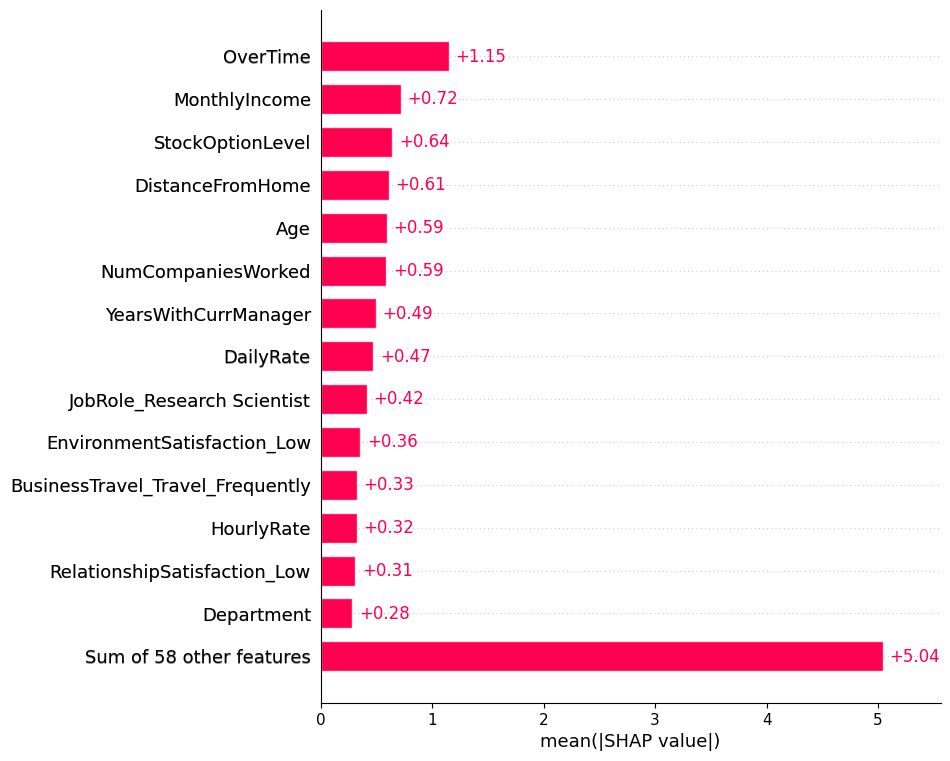 OverTime +1.15
MonthlyIncome +0.72
StockOptionLevel +0.64
DistanceFromHome +0.61
Age +0.59
NumCompaniesWorked +0.59
YearsWithCurrManager +0.49
DailyRate +0.47
JobRole_Research Scientist +0.42
EnvironmentSatisfaction_Low +0.36
BusinessTravel_Travel_Frequently +0.33
HourlyRate +0.32
RelationshipSatisfaction_Low +0.31
Department +0.28
Sum of 58 other features +5.04
0 1 2 3 4 5
mean(|SHAP value|)